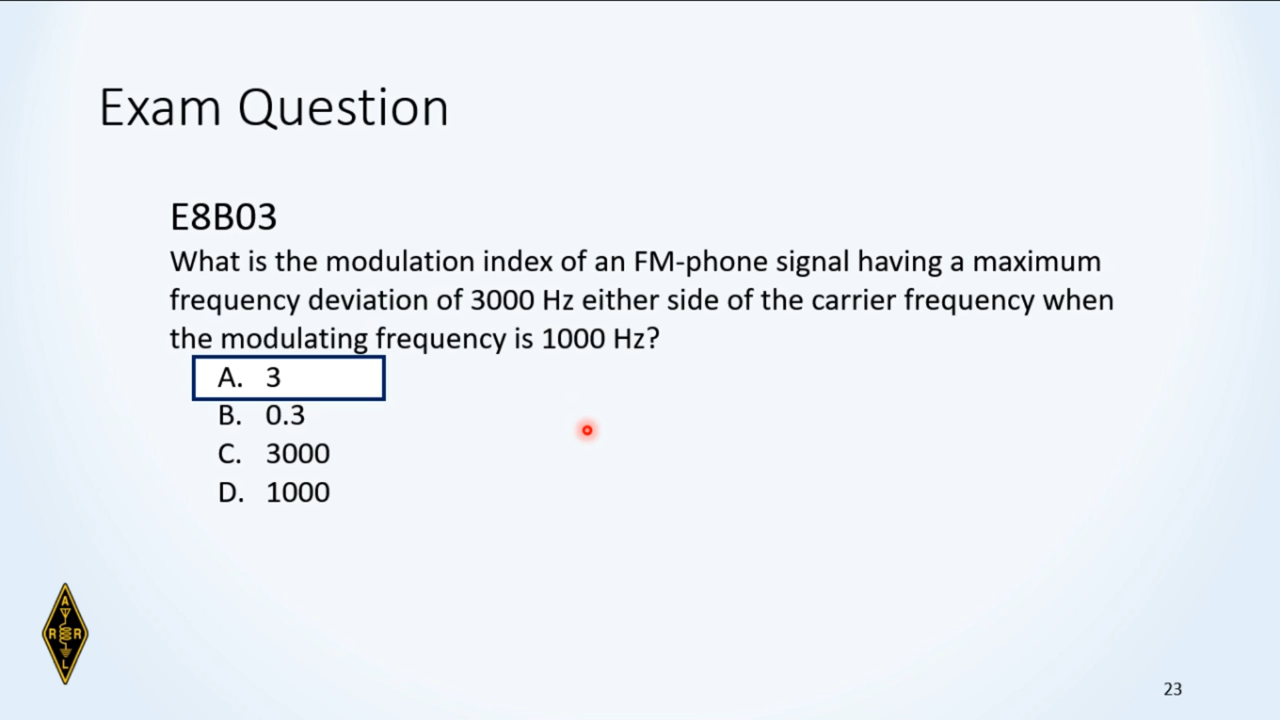 Exam Question
E8B03
What is the modulation index of an FM-phone signal having a maximum
frequency deviation of 3000 Hz either side of the carrier frequency when
the modulating frequency is 1000 Hz?
A. 3
B. 0.3
C. 3000
D. 1000
A
R R
L
23